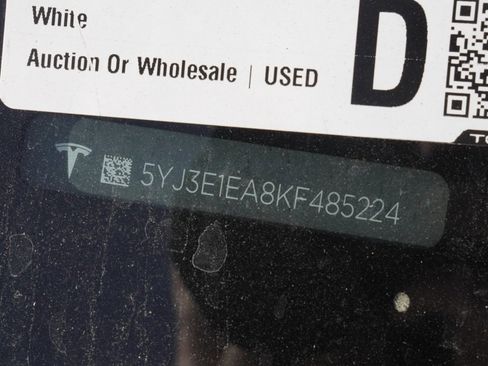 White
Auction Or Wholesale | USED
D
5YJ3E1EA8KF485224